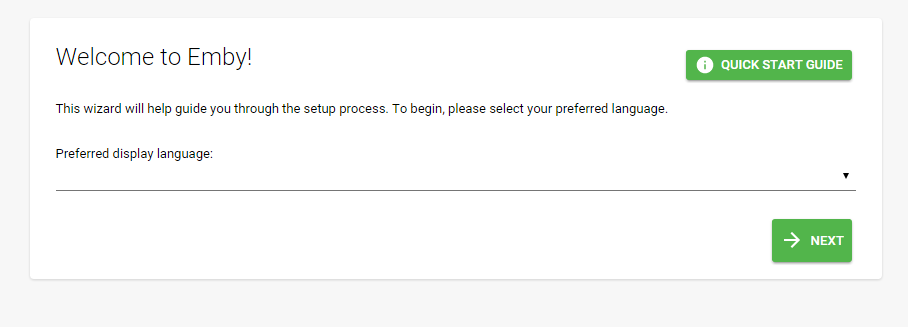 Welcome to Emby!
QUICK START GUIDE
This wizard will help guide you through the setup process. To begin, please select your preferred language.
Preferred display language:
NEXT